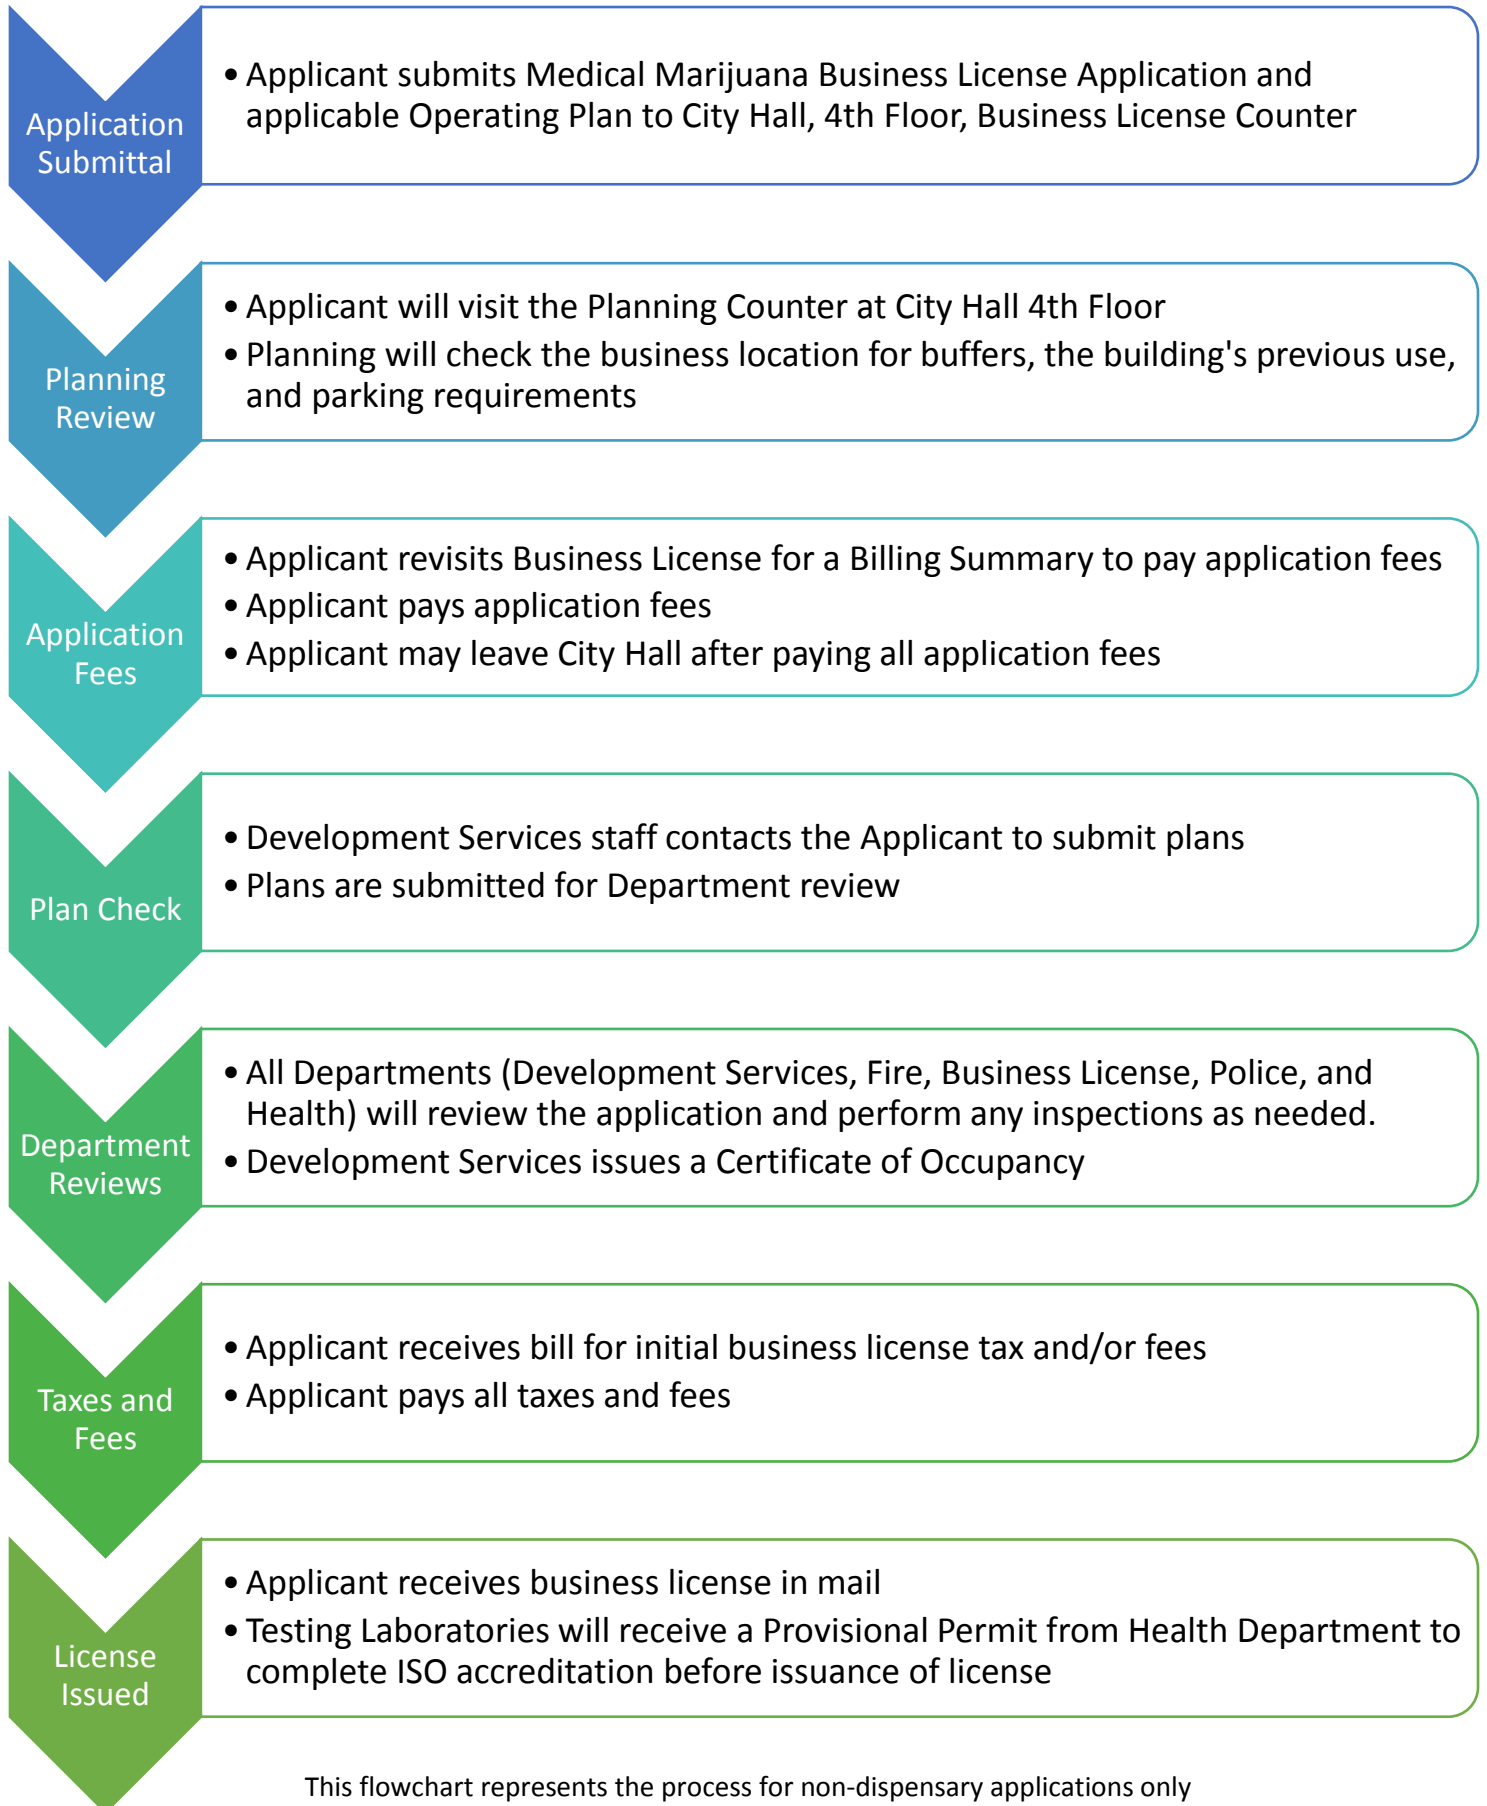 Application
Submittal
• Applicant submits Medical Marijuana Business License Application and
applicable Operating Plan to City Hall, 4th Floor, Business License Counter
Planning
Review
• Applicant will visit the Planning Counter at City Hall 4th Floor
• Planning will check the business location for buffers, the building's previous use,
and parking requirements
Application
Fees
• Applicant revisits Business License for a Billing Summary to pay application fees
• Applicant pays application fees
• Applicant may leave City Hall after paying all application fees
Plan Check
• Development Services staff contacts the Applicant to submit plans
• Plans are submitted for Department review
Department
Reviews
• All Departments (Development Services, Fire, Business License, Police, and
Health) will review the application and perform any inspections as needed.
• Development Services issues a Certificate of Occupancy
Taxes and
Fees
• Applicant receives bill for initial business license tax and/or fees
• Applicant pays all taxes and fees
License
Issued
• Applicant receives business license in mail
• Testing Laboratories will receive a Provisional Permit from Health Department to
complete ISO accreditation before issuance of license
This flowchart represents the process for non-dispensary applications only